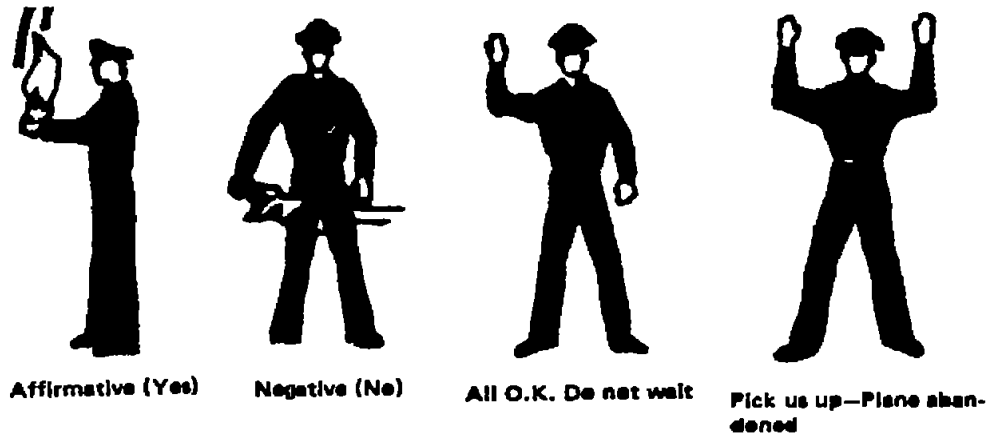 Affirmative (Yes)
Negative (No)
All O.K. Do not wait
Pick us up—Plane aban-
doned